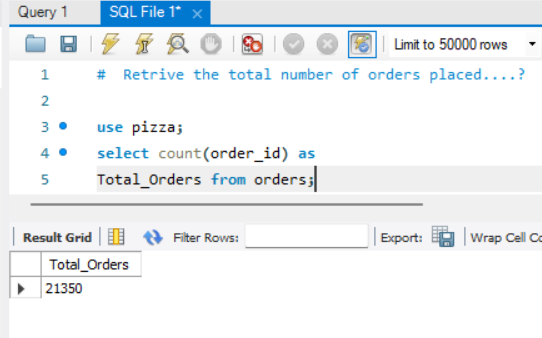 Query 1
SQL File 1*
Limit to 50000 rows
1 # Retrive the total number of orders placed....?
2
3 use pizza;
4 select count(order_id) as
5 Total_Orders from orders;
Result Grid Filter Rows: Export: Wrap Cell Co
Total_Orders
21350